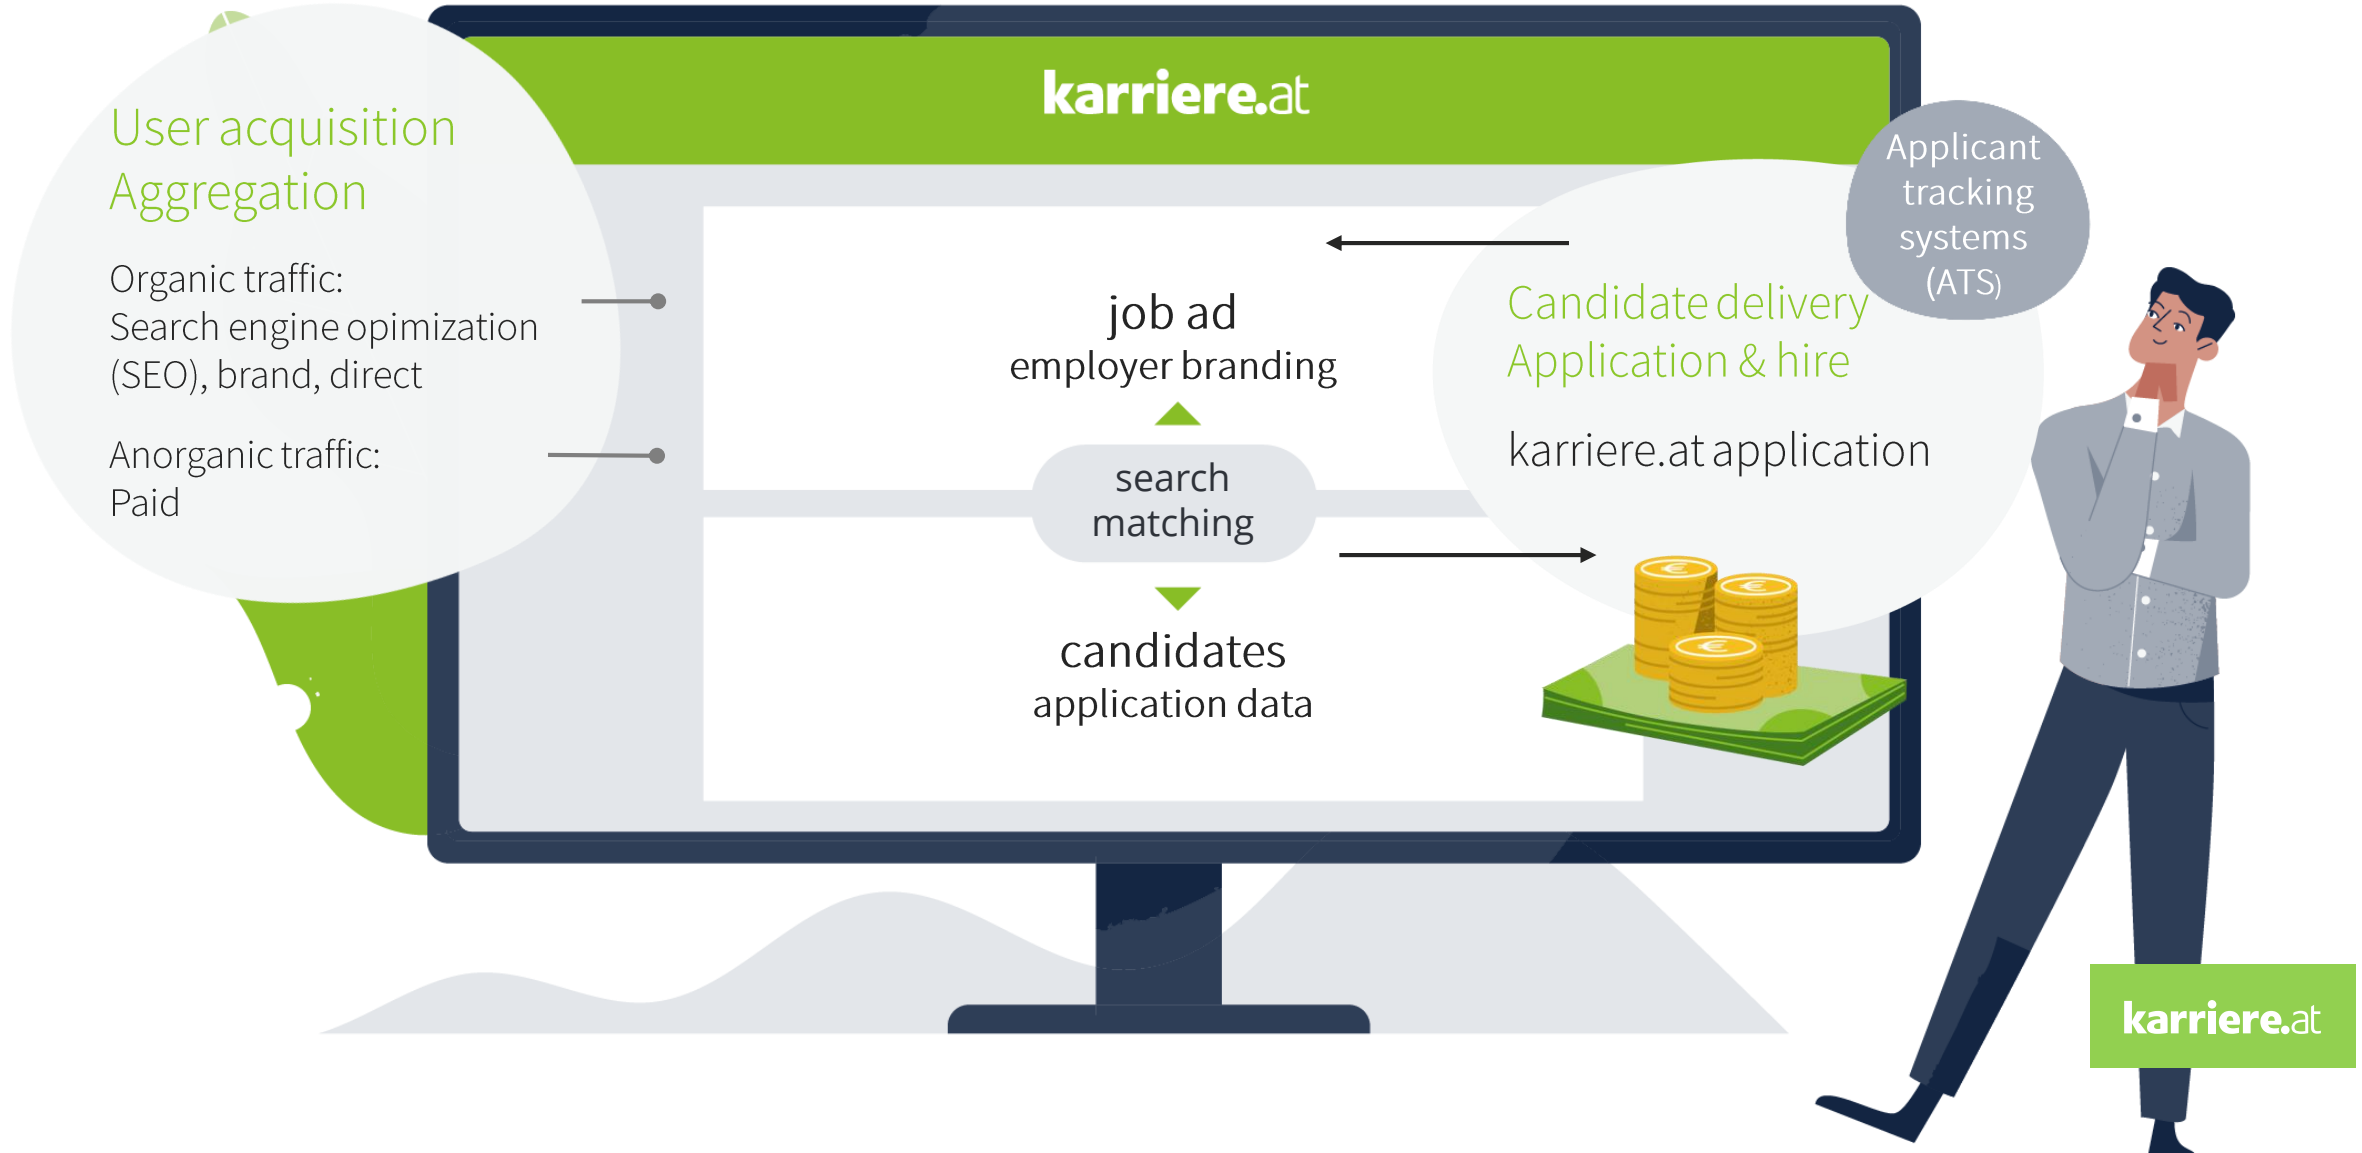 karriere.at
User acquisition
Aggregation
Organic traffic:
Search engine opimization
(SEO), brand, direct
Anorganic traffic:
Paid
job ad
employer branding
search
matching
candidates
application data
Applicant
tracking
systems
(ATS)
Candidate delivery
Application & hire
karriere.at application
€
€
€
karriere.at